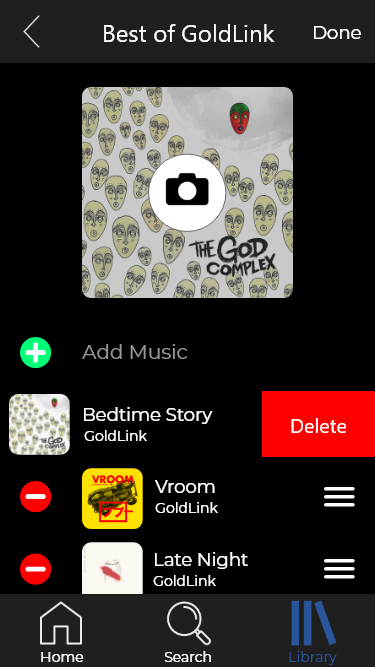 Best of GoldLink
Done
THE GOD
COMPLEX
Add Music
Bedtime Story
GoldLink
Delete
VROOM
Vroom
GoldLink
Late Night
GoldLink
Home
Search
Library